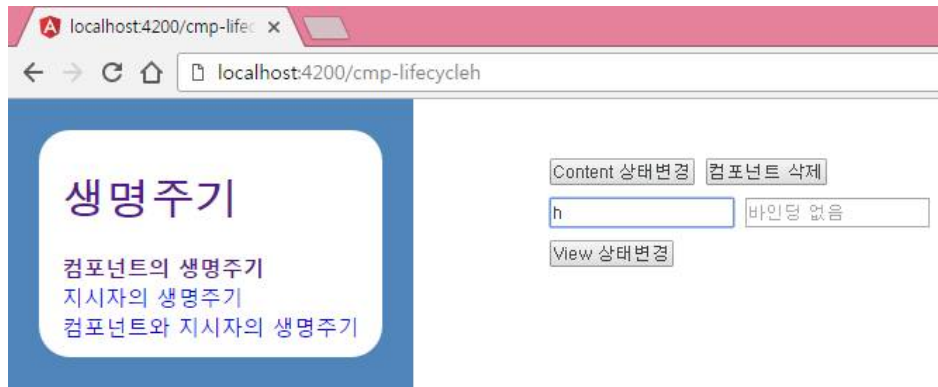 localhost:4200/cmp-lifec
localhost:4200/cmp-lifecycleh
생명주기
컴포넌트의 생명주기
지시자의 생명주기
컴포넌트와 지시자의 생명주기
Content 상태변경 컴포넌트 삭제
h 바인딩 없음
View 상태변경